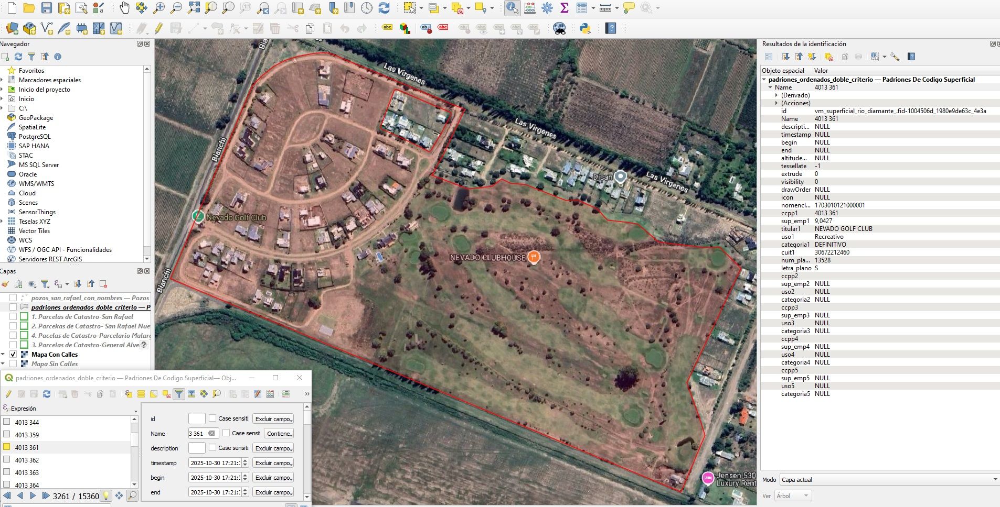 Navegador
Favoritos
Marcadores espaciales
Inicio del proyecto
Inicio
C:\
GeoPackage
SpatiaLite
PostgreSQL
SAP HANA
STAC
MS SQL Server
Oracle
WMS/WMTS
Cloud
Scenes
SensorThings
Teselas XYZ
Vector Tiles
WCS
WFS / OGC API - Funcionalidades
Servidores REST ArcGIS
Capas
pozos_san_rafael_con_nombres — Pozos
padriones_ordenados_doble_criterio — P
1. Parcelas de Catastro-San Rafael
2. Parcekas de Catastro- San Rafael Nue
4. Pacelas de Catastro-Parcelario Malarg
3. Parcelas de Catastro-General Alve
Mapa Con Calles
Mapa Sin Calles
padriones_ordenados_doble_criterio — Padriones De Codigo Superficial— Obj...
Expresión
4013 344
4013 359
4013 361
4013 362
4013 363
4013 364
3261 / 15360
id Case sensiti Excluir campo
Name 3 361 Case sensit Contiene
description Case sensiti Excluir campo
timestamp 2025-10-30 17:21:3 Excluir campo
begin 2025-10-30 17:21:3 Excluir campo
end 2025-10-30 17:21:3 Excluir campo
Las Virgenes
Las Virgenes
Las Virgenes
Bianchi
Bianchi
Bia
Disan
Nevado Golf Club
NEVADO CLUBHOUSE
Jensen 530
Luxury Rent
Resultados de la identificación
Objeto espacial Valor
padriones_ordenados_doble_criterio — Padriones De Codigo Superficial
Name 4013 361
(Derivado)
(Acciones)
id vm_superficial_rio_diamante_.fid-1004506d_1980e9de63c_4e3a
Name 4013 361
descripti... NULL
timestamp NULL
begin NULL
end NULL
altitude... NULL
tessellate -1
extrude 0
visibility 0
drawOrder NULL
icon NULL
nomencl... 1703010121000001
ccpp1 4013 361
sup_emp1 9,0427
titular1 NEVADO GOLF CLUB
uso1 Recreativo
categoria1 DEFINITIVO
cuit1 30672212460
num_pla... 13528
letra_plano S
ccpp2
sup_emp2 NULL
uso2 NULL
categoria2 NULL
ccpp3
sup_emp3 NULL
uso3 NULL
categoria3 NULL
ccpp4
sup_emp4 NULL
uso4 NULL
categoria4 NULL
ccpp5
sup_emp5 NULL
uso5 NULL
categoria5 NULL
Modo Capa actual
Ver Árbol